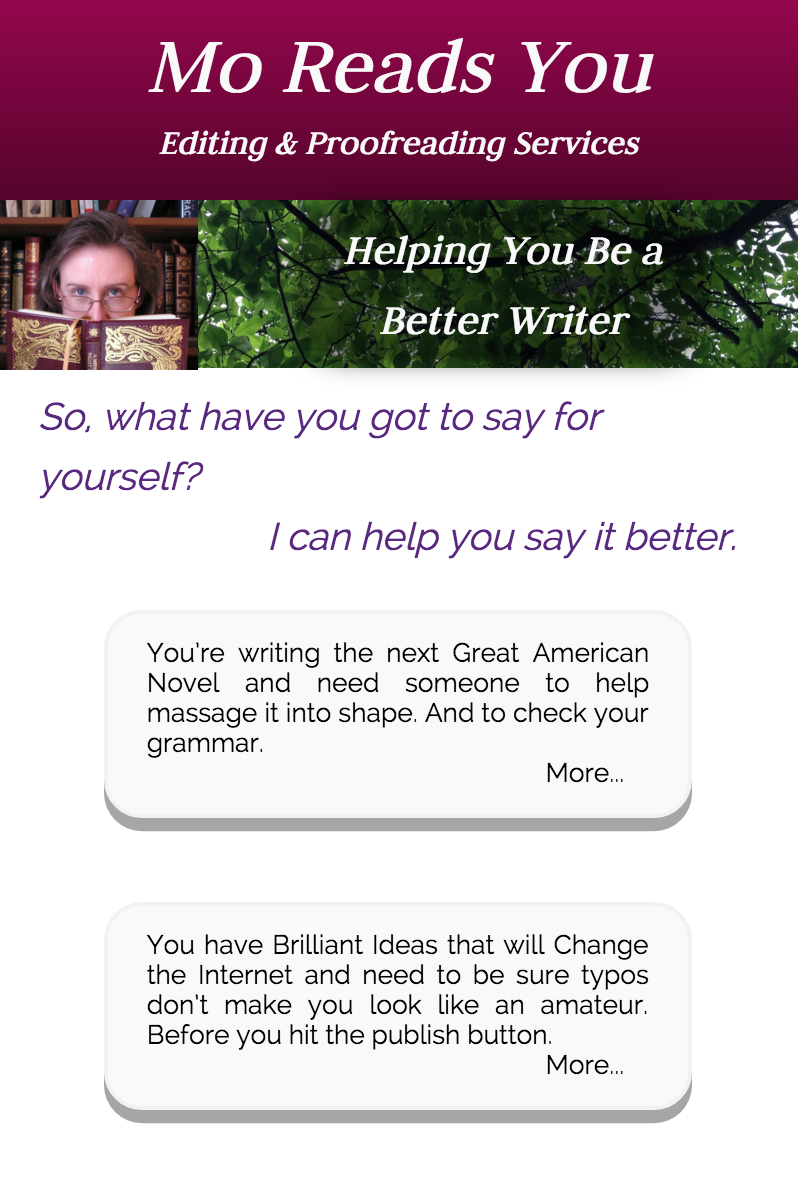 Mo Reads You
Editing & Proofreading Services
Helping You Be a
Better Writer
So, what have you got to say for
yourself?
I can help you say it better.
You're writing the next Great American
Novel and need someone to help
massage it into shape. And to check your
grammar.
More...
You have Brilliant Ideas that will Change
the Internet and need to be sure typos
don't make you look like an amateur.
Before you hit the publish button.
More...